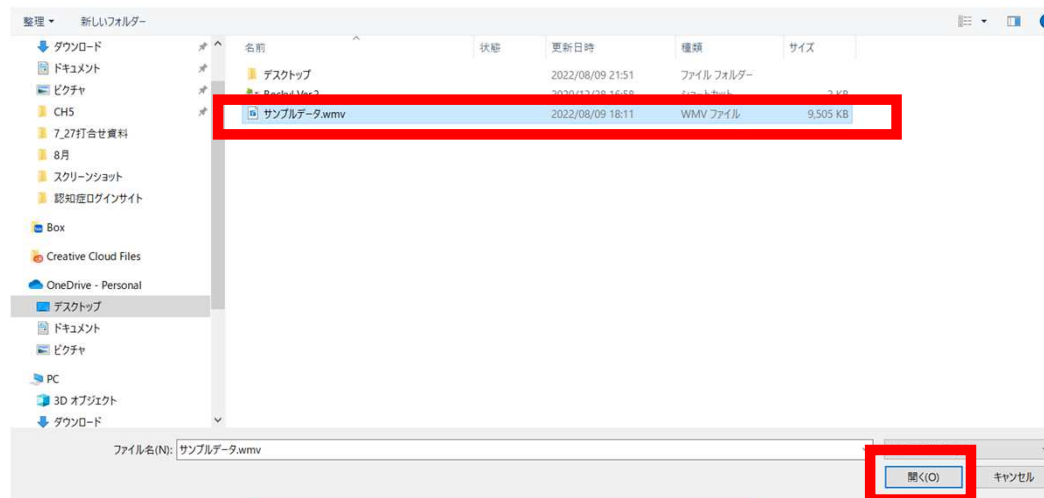 整理 新しいフォルダー
名前 状態 更新日時 種類 サイズ
ダウンロード
ドキュメント
ピクチャ
CH5
7_27打合せ資料
8月
スクリーンショット
認知症ログインサイト
Box
Creative Cloud Files
OneDrive - Personal
デスクトップ
ドキュメント
ピクチャ
PC
3D オブジェクト
ダウンロード
デスクトップ 2022/08/09 21:51 ファイル フォルダー
サンプルデータ.wmv 2022/08/09 18:11 WMV ファイル 9,505 KB
ファイル名(N): サンプルデータ.wmv
開く(O) キャンセル